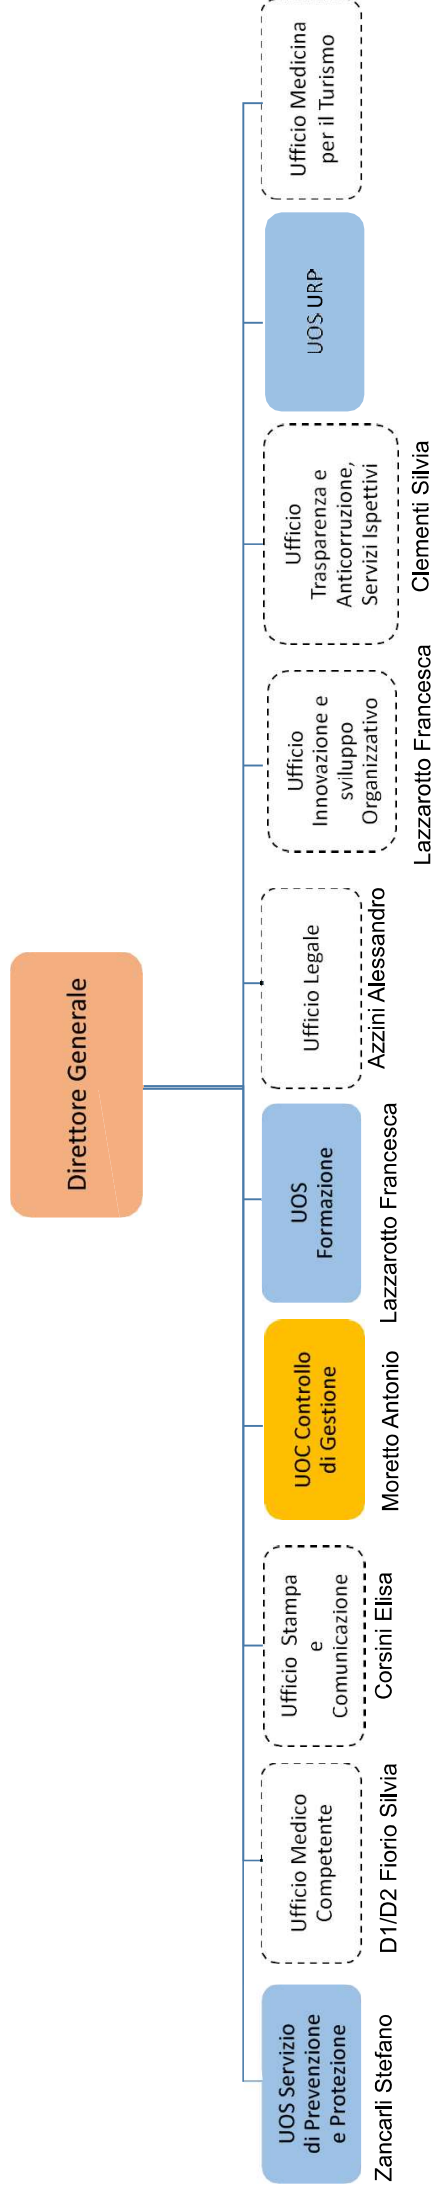 Direttore Generale
UOS Servizio
di Prevenzione
e Protezione
Zancarli Stefano
Ufficio Medico
Competente
D1/D2 Fiorio Silvia
Ufficio Stampa
e
Comunicazione
Corsini Elisa
UOC Controllo
di Gestione
Moretto Antonio
UOS
Formazione
Lazzarotto Francesca
Ufficio Legale
Azzini Alessandro
Ufficio
Innovazione e
sviluppo
Organizzativo
Lazzarotto Francesca
Ufficio
Trasparenza e
Anticorruzione,
Servizi Ispettivi
Clementi Silvia
UOS URP
Ufficio Medicina
per il Turismo